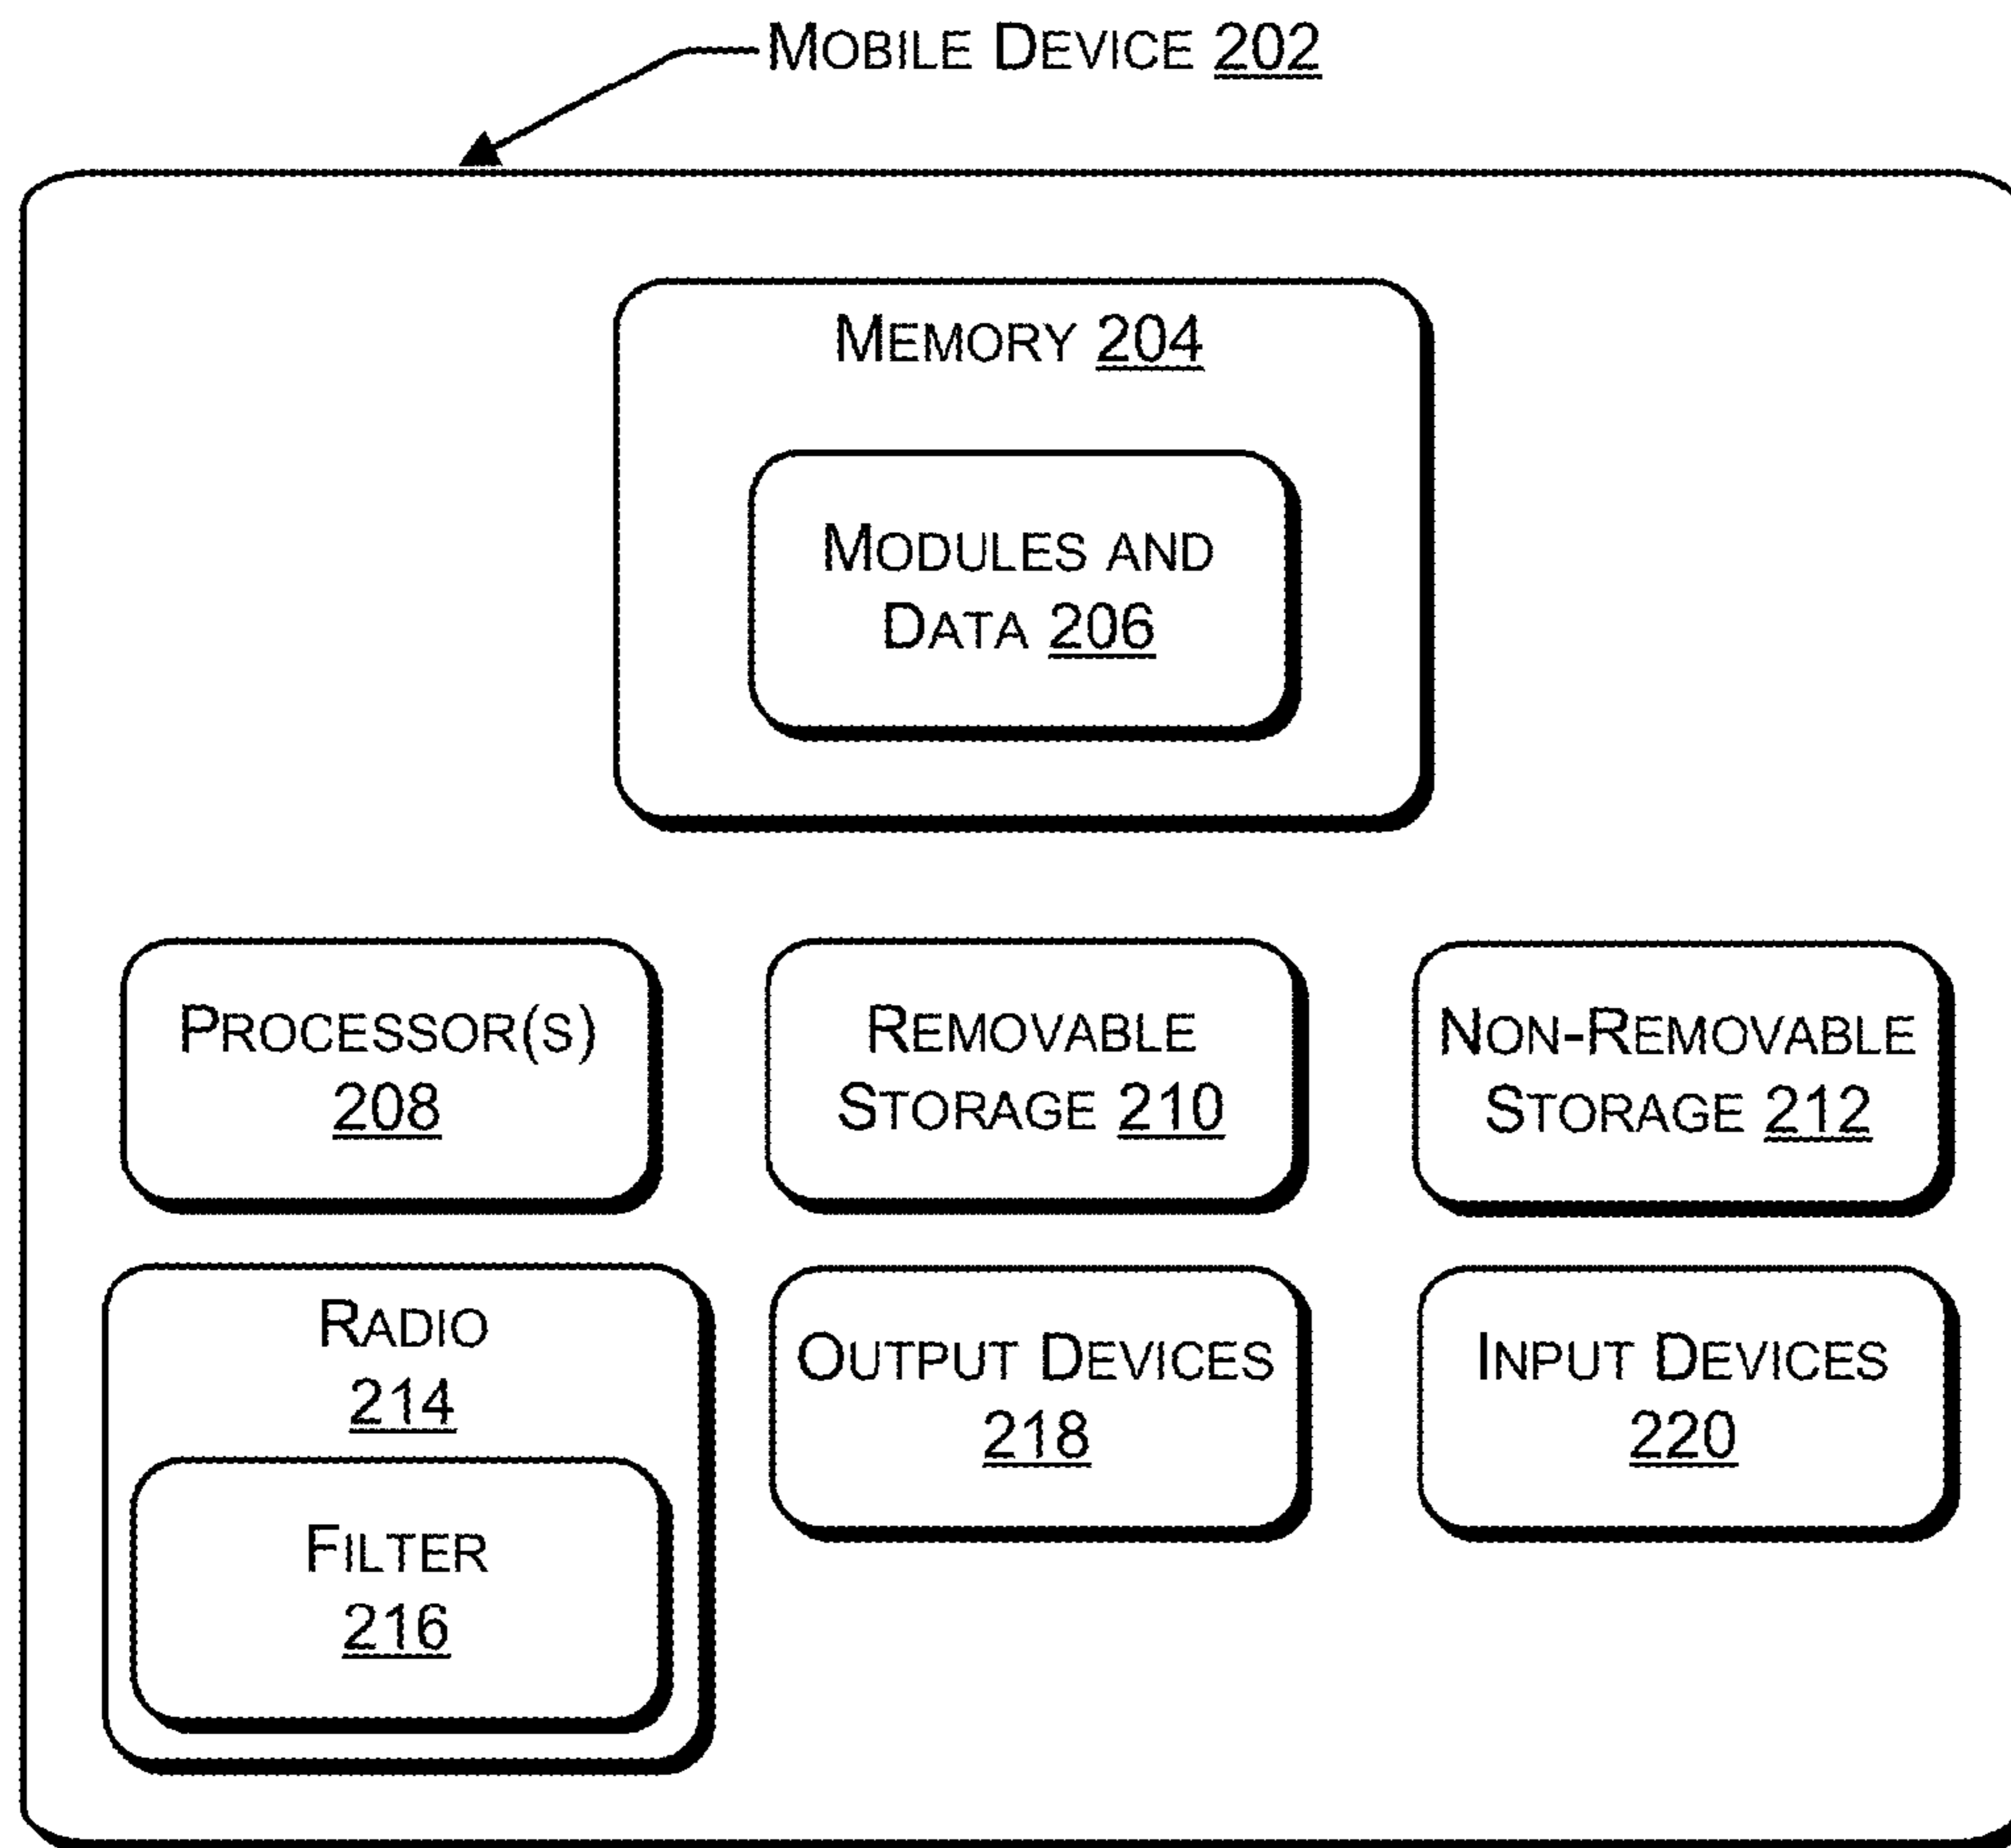 MOBILE DEVICE 202
MEMORY 204
MODULES AND
DATA 206
PROCESSOR(S)
208
REMOVABLE
STORAGE 210
NON-REMOVABLE
STORAGE 212
RADIO
214
FILTER
216
OUTPUT DEVICES
218
INPUT DEVICES
220